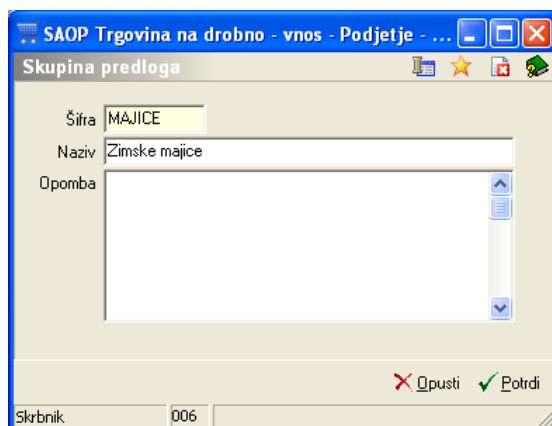 SAOP Trgovina na drobno - vnos - Podjetje - ...
Skupina predloga
Šifra MAJICE
Naziv Zimske majice
Opomba
Opusti Potrdi
Skrbnik 006